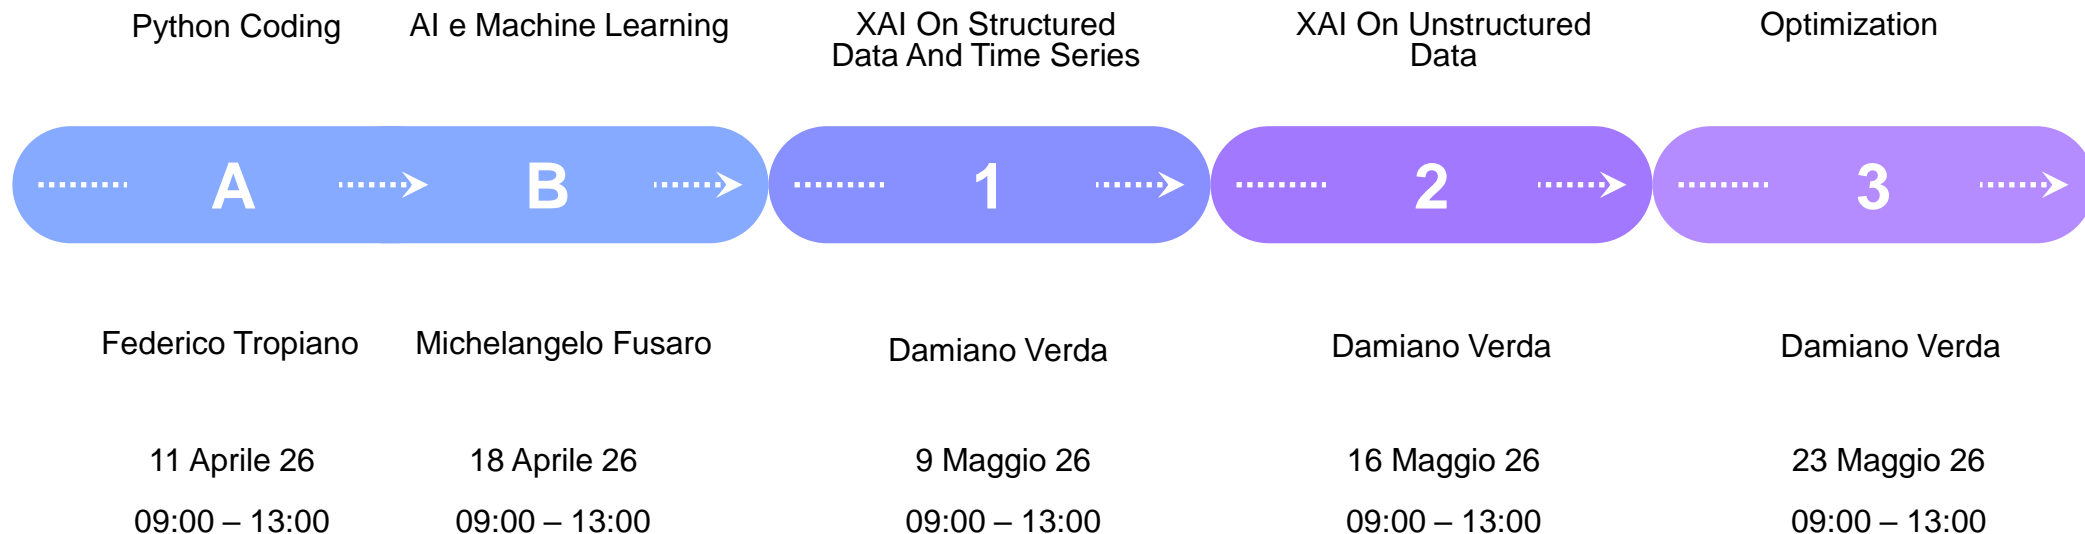 Python Coding
AI e Machine Learning
XAI On Structured
Data And Time Series
XAI On Unstructured
Data
Optimization
A
B
1
2
3
Federico Tropiano
Michelangelo Fusaro
Damiano Verda
Damiano Verda
Damiano Verda
11 Aprile 26
18 Aprile 26
9 Maggio 26
16 Maggio 26
23 Maggio 26
09:00 – 13:00
09:00 – 13:00
09:00 – 13:00
09:00 – 13:00
09:00 – 13:00